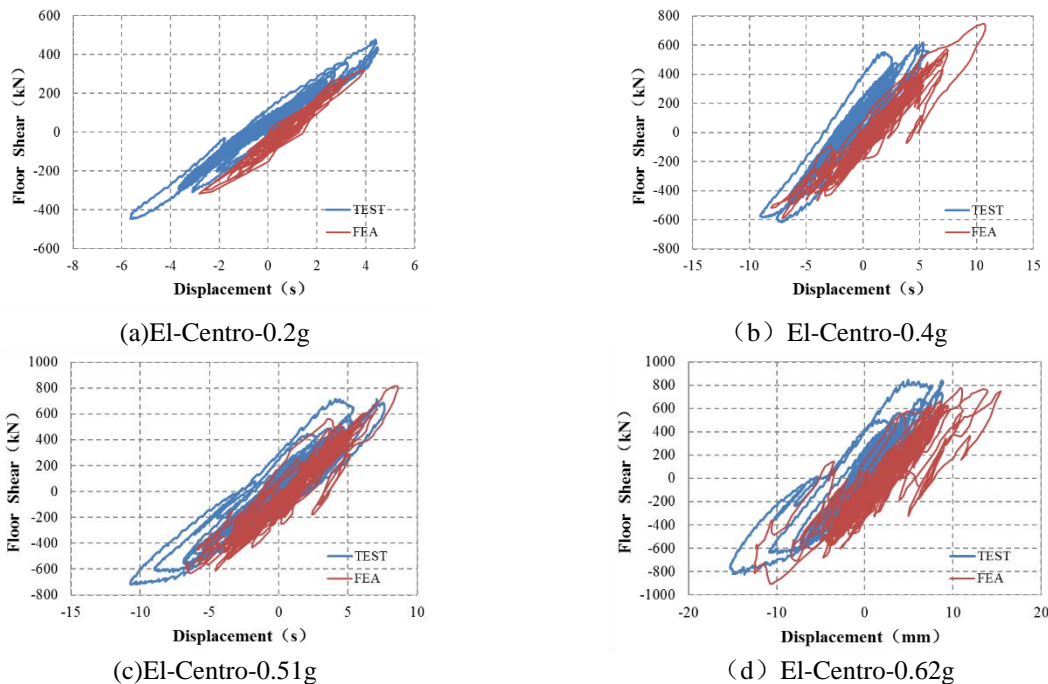 600
400
200
0
-200
-400
-600
Floor Shear（kN）
TEST
FEA
-8 -6 -4 -2 0 2 4 6
Displacement（s）
(a)El-Centro-0.2g
800
600
400
200
0
-200
-400
-600
-800
Floor Shear（kN）
TEST
FEA
-15 -10 -5 0 5 10 15
Displacement（s）
（b）El-Centro-0.4g
1000
800
600
400
200
0
-200
-400
-600
-800
Floor Shear（kN）
TEST
FEA
-15 -10 -5 0 5 10
Displacement（s）
(c)El-Centro-0.51g
1000
800
600
400
200
0
-200
-400
-600
-800
-1000
Floor Shear（kN）
TEST
FEA
-20 -10 0 10 20
Displacement（mm）
（d）El-Centro-0.62g